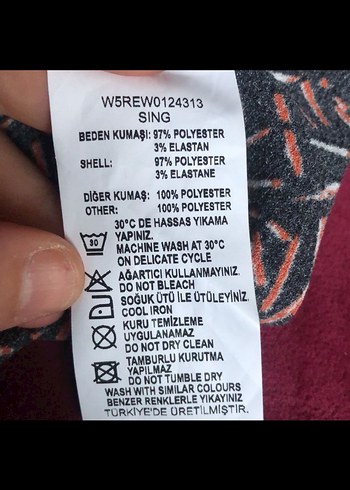 W5REW0124313
SING
BEDEN KUMAŞI: 97% POLYESTER
3% ELASTAN
SHELL: 97% POLYESTER
3% ELASTANE
DİĞER KUMAŞ: 100% POLYESTER
OTHER: 100% POLYESTER
30°C DE HASSAS YIKAMA
YAPINIZ.
30
MACHINE WASH AT 30°C
ON DELICATE CYCLE
AĞARTICI KULLANMAYINIZ.
DO NOT BLEACH
SOĞUK ÜTÜ İLE ÜTÜLEYİNİZ.
COOL IRON
KURU TEMİZLEME
UYGULANAMAZ
DO NOT DRY CLEAN
TAMBURLU KURUTMA
YAPILMAZ
DO NOT TUMBLE DRY
WASH WITH SIMILAR COLOURS
BENZER RENKLERLE YIKAYINIZ
TÜRKİYE'DE ÜRETİLMİŞTİR.